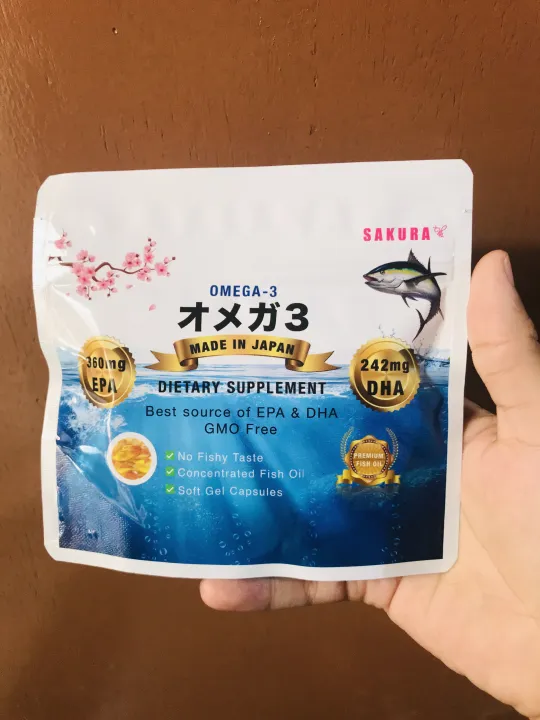 SAKURA
OMEGA-3
オメガ3
MADE IN JAPAN
360mg
EPA
242mg
DHA
DIETARY SUPPLEMENT
Best source of EPA & DHA
GMO Free
No Fishy Taste
Concentrated Fish Oil
Soft Gel Capsules
PREMIUM
FISH OIL